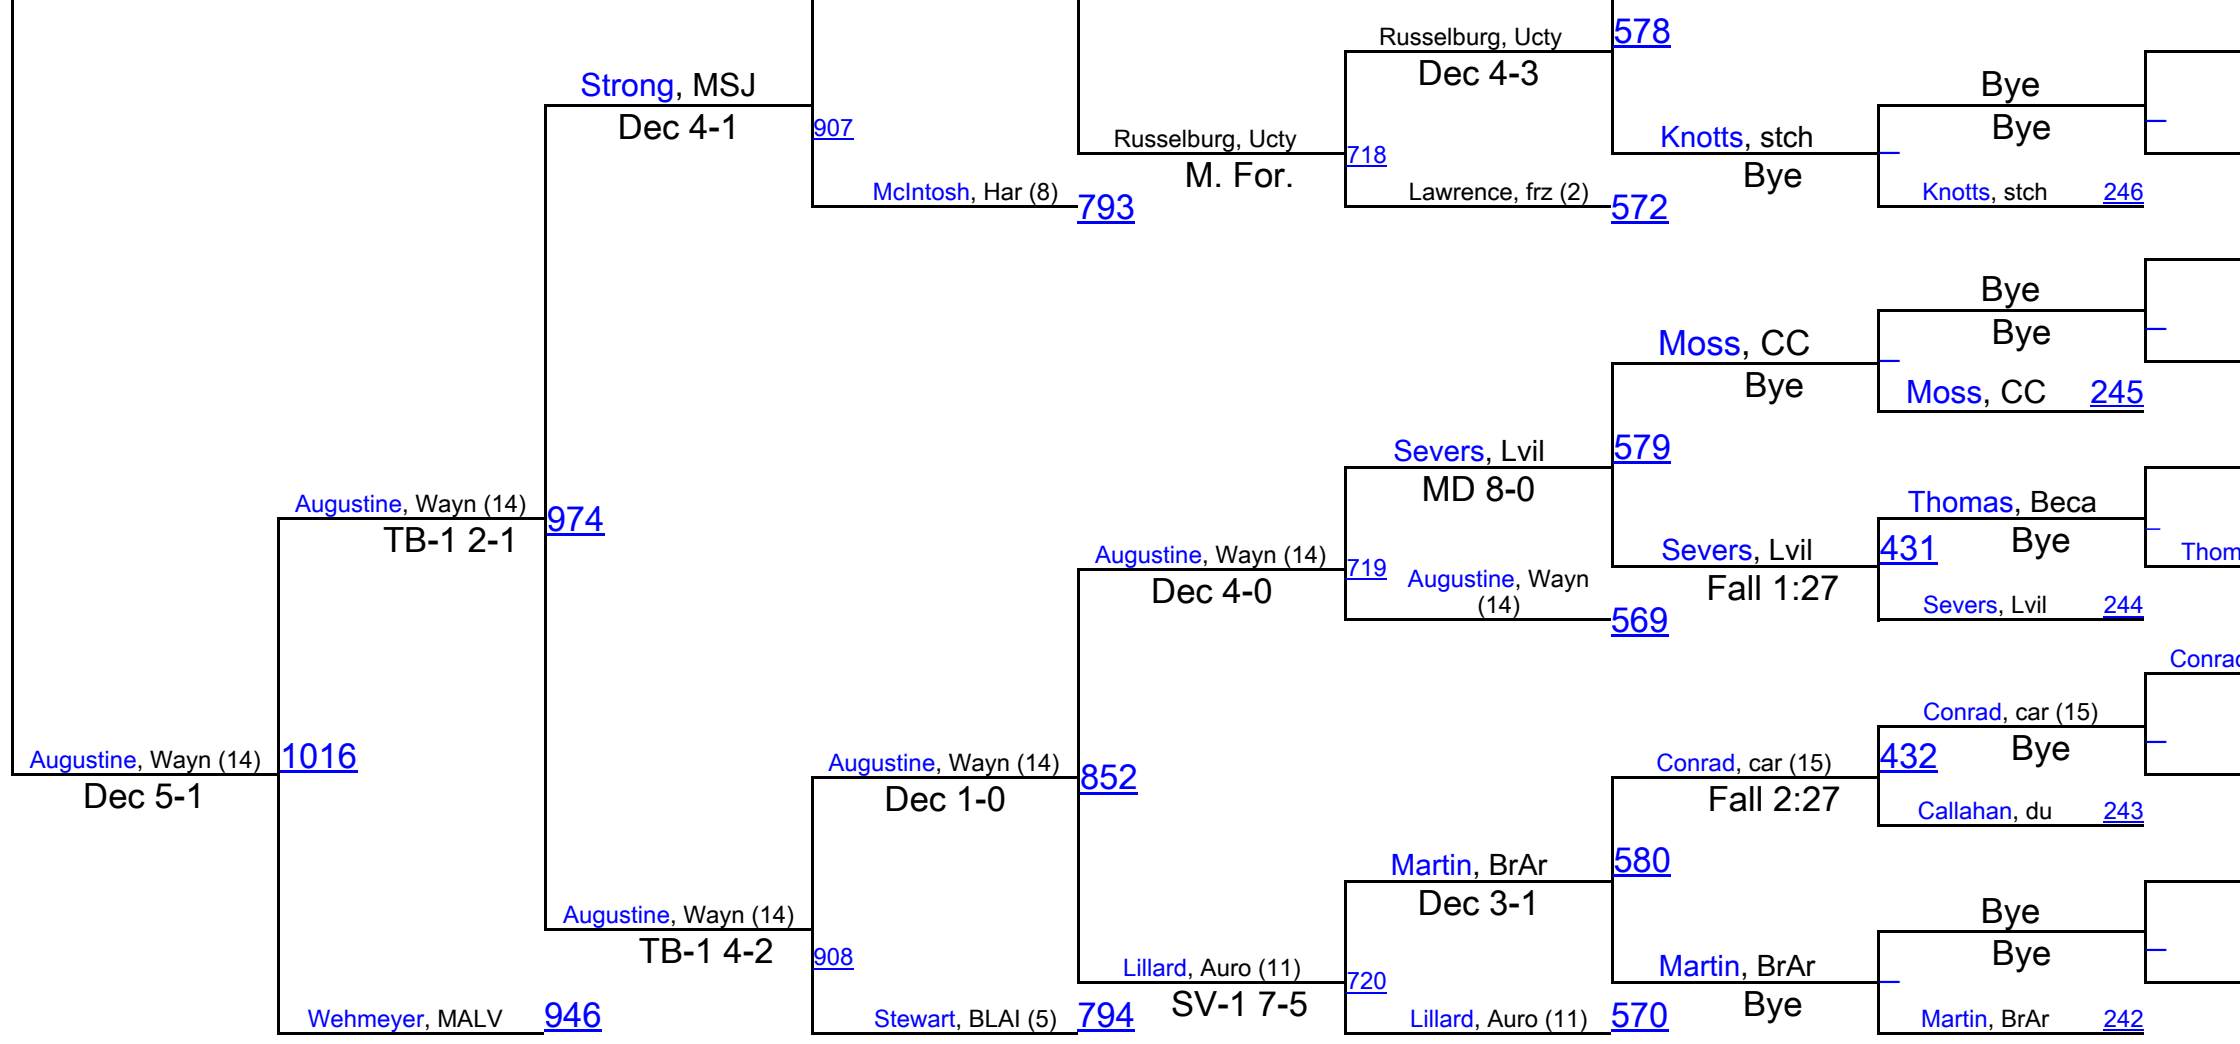 Russelburg, Ucty
578
Dec 4-3
Strong, MSJ
Bye
Dec 4-1
907
Bye
Russelburg, Ucty
718
Knotts, stch
M. For.
Bye
McIntosh, Har (8)
793
Lawrence, frz (2)
572
Knotts, stch
246
Bye
Bye
Moss, CC
Bye
Moss, CC
245
Severs, Lvil
579
MD 8-0
Augustine, Wayn (14)
974
TB-1 2-1
Thomas, Beca
Bye
Augustine, Wayn (14)
719
Dec 4-0
Severs, Lvil
431
Fall 1:27
Thom
Augustine, Wayn
(14)
569
Severs, Lvil
244
Conrad
Conrad, car (15)
432
Bye
Augustine, Wayn (14)
1016
Dec 5-1
Augustine, Wayn (14)
852
Dec 1-0
Conrad, car (15)
Fall 2:27
Callahan, du
243
Martin, BrAr
580
Dec 3-1
Augustine, Wayn (14)
908
TB-1 4-2
Bye
Bye
Lillard, Auro (11)
720
SV-1 7-5
Martin, BrAr
Bye
Wehmeyer, MALV
946
Stewart, BLAI (5)
794
Lillard, Auro (11)
570
Martin, BrAr
242